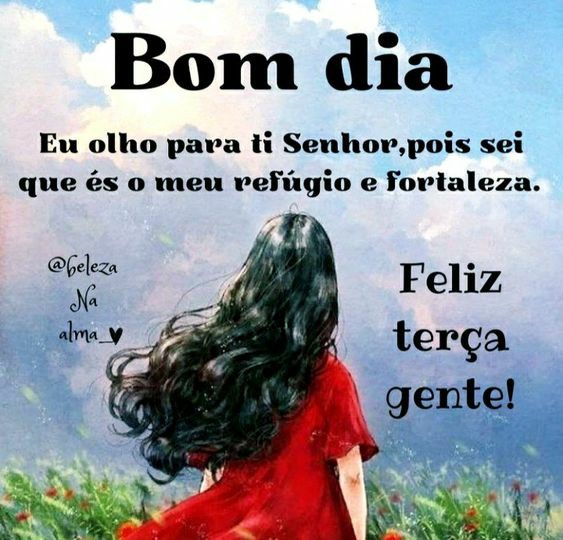 Bom dia
Eu olho para ti Senhor,pois sei
que és o meu refúgio e fortaleza.
@beleza
Na
alma_♥
Feliz
terça
gente!